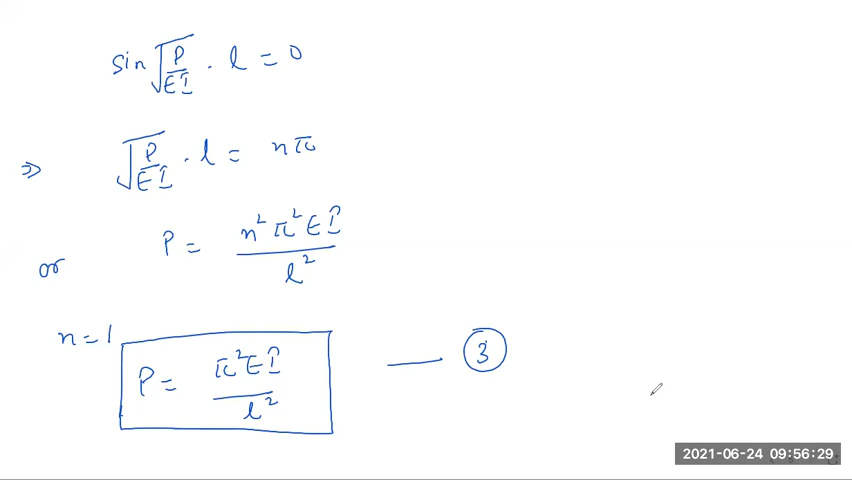 sin √(P/EI) . l = 0
⇒ √(P/EI) . l = nπ
or P = n²π²EI/l²
n=1 P = π²EI/l² — ③
2021-06-24 09:56:29